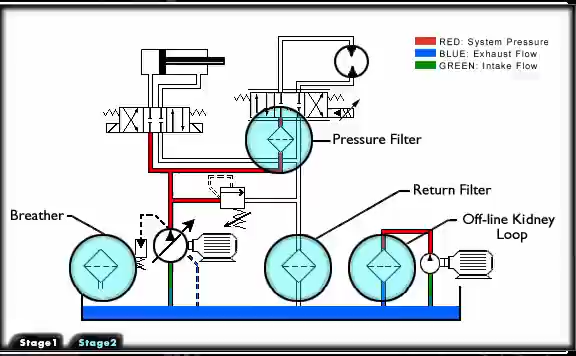 RED: System Pressure
BLUE: Exhaust Flow
GREEN: Intake Flow
Pressure Filter
Return Filter
Breather
Off-line Kidney
Loop
Stage1
Stage2